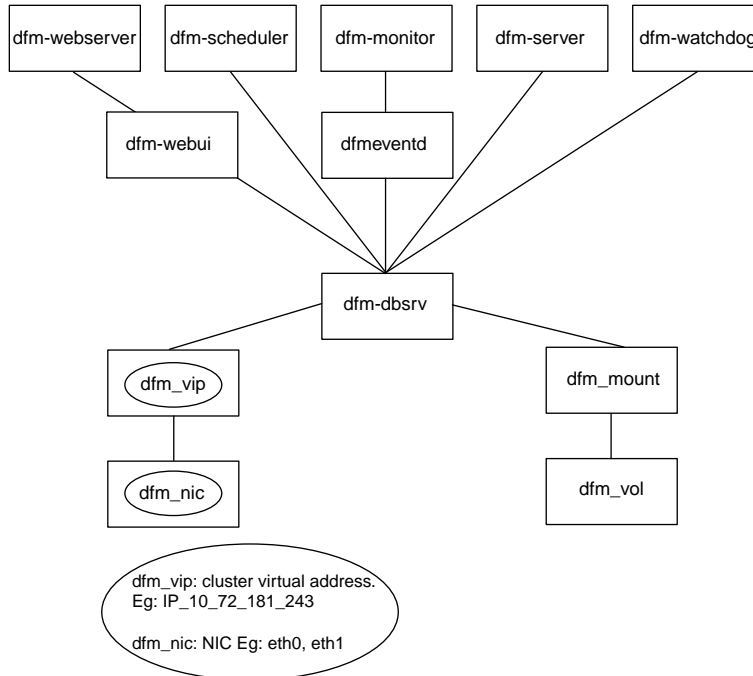 dfm-webserver
dfm-scheduler
dfm-monitor
dfm-server
dfm-watchdog
dfm-webui
dfmeventd
dfm-dbsrv
dfm_vip
dfm_mount
dfm_nic
dfm_vol
dfm_vip: cluster virtual address.
Eg: IP_10_72_181_243
dfm_nic: NIC Eg: eth0, eth1